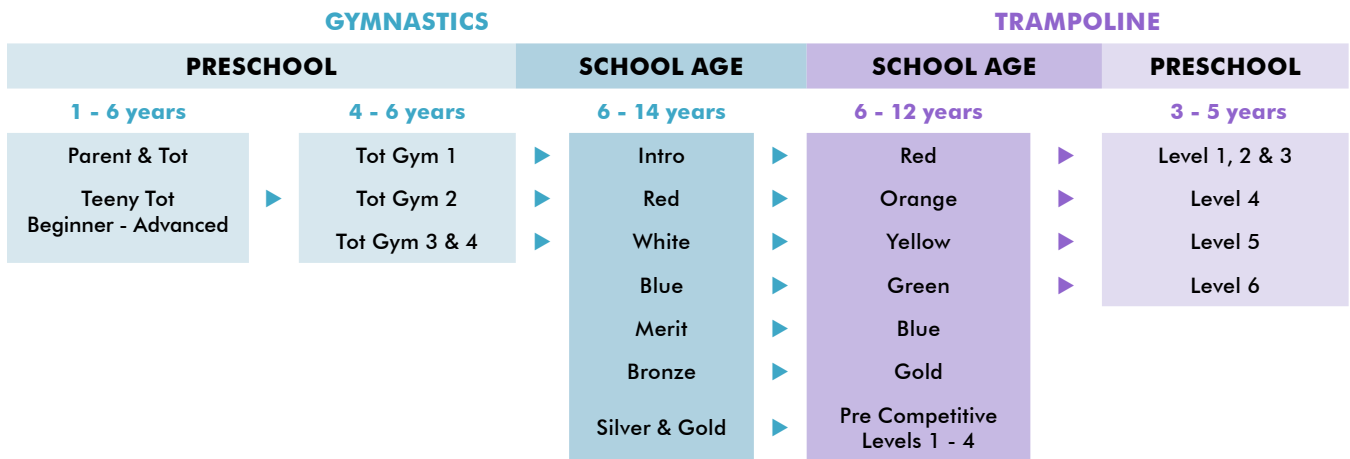 GYMNASTICS TRAMPOLINE
PRESCHOOL SCHOOL AGE SCHOOL AGE PRESCHOOL
1 - 6 years 4 - 6 years 6 - 14 years 6 - 12 years 3 - 5 years
Parent & Tot Tot Gym 1 Intro Red Level 1, 2 & 3
Teeny Tot Tot Gym 2 Red Orange Level 4
Beginner - Advanced
Tot Gym 3 & 4 White Yellow Level 5
Blue Green Level 6
Merit Blue
Bronze Gold
Silver & Gold Pre Competitive
Levels 1 - 4